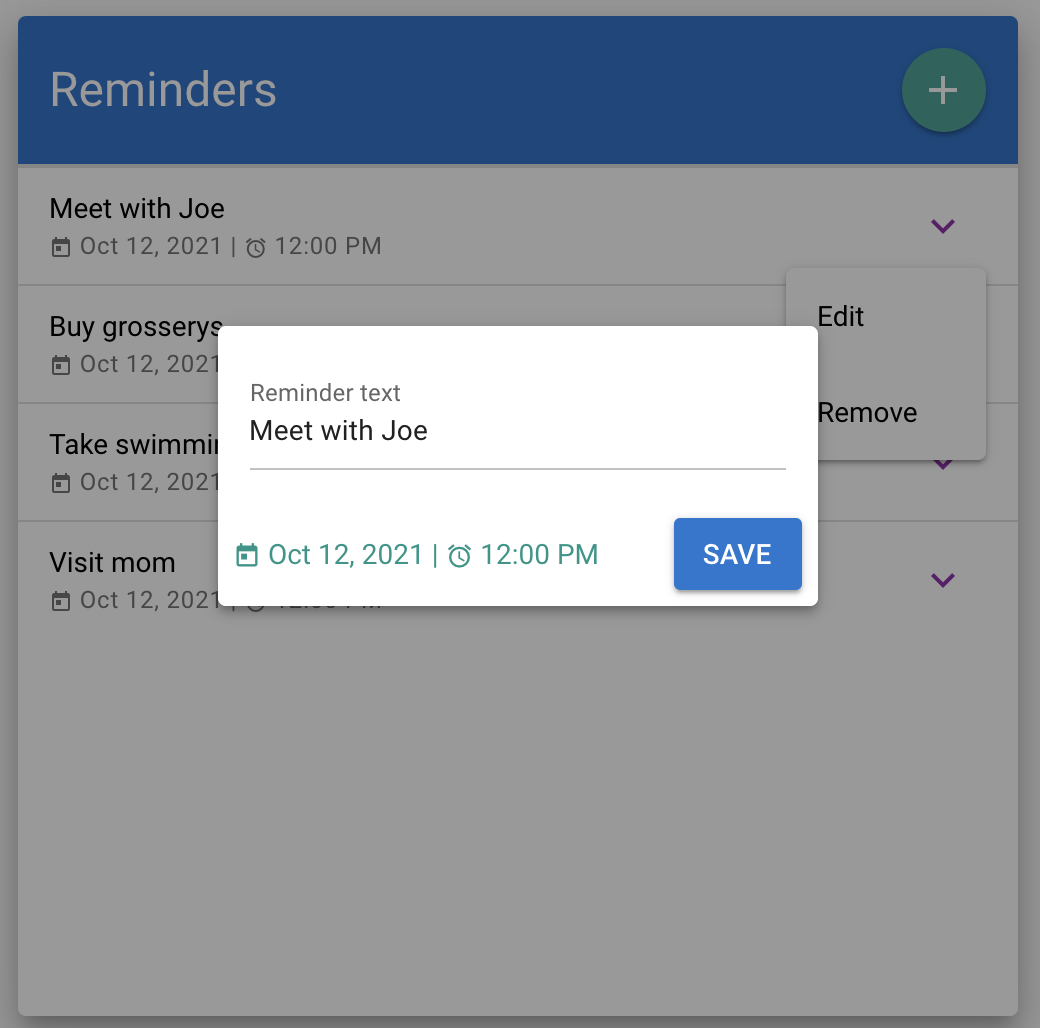 Reminders
Meet with Joe
Oct 12, 2021 | 12:00 PM
Edit
Buy grosserys
Oct 12, 2021
Reminder text
Meet with Joe
Remove
Take swimmin
Oct 12, 2021
Oct 12, 2021 | 12:00 PM
SAVE
Visit mom
Oct 12, 2021 |